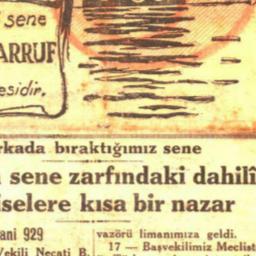 sene
ARRUF
esidir.
rkada bıraktığımız sene
sene zarfındaki dahilî
iselere kısa bir nazar
ani 929
Vekili Necati B.
vazörü limanımıza geldi.
17 — Başvekilimiz Meclist